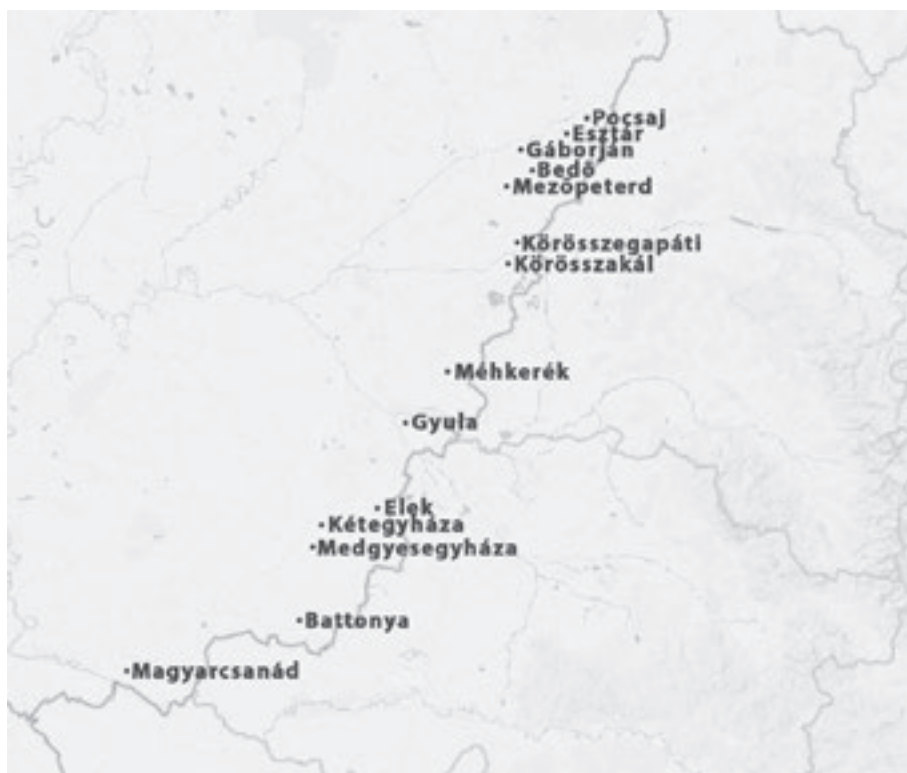 Pocsaj
Esztár
Gáborján
Bedő
Mezőpeterd
Körösszegapáti
Körösszakál
Méhkerék
Gyula
Elek
Kétegyháza
Medgyesegyháza
Battonya
Magyarcsanád